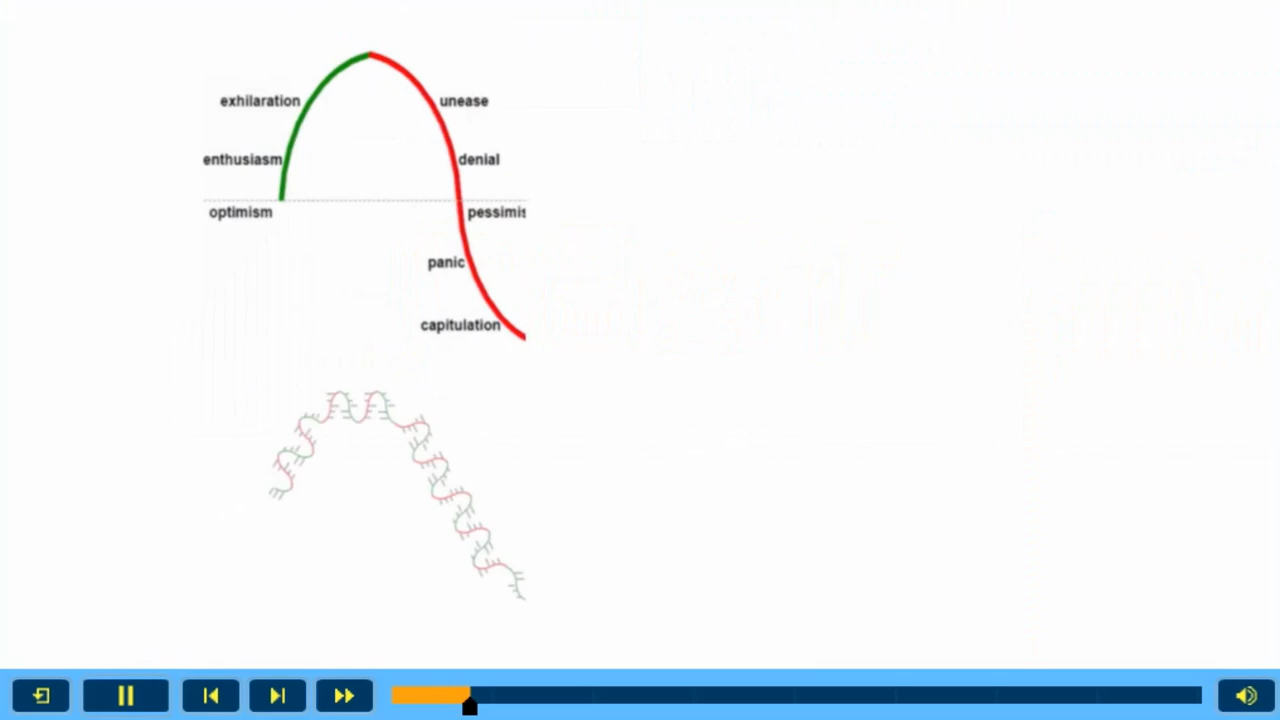 exhilaration unease
enthusiasm denial
optimism pessimis
panic
capitulation